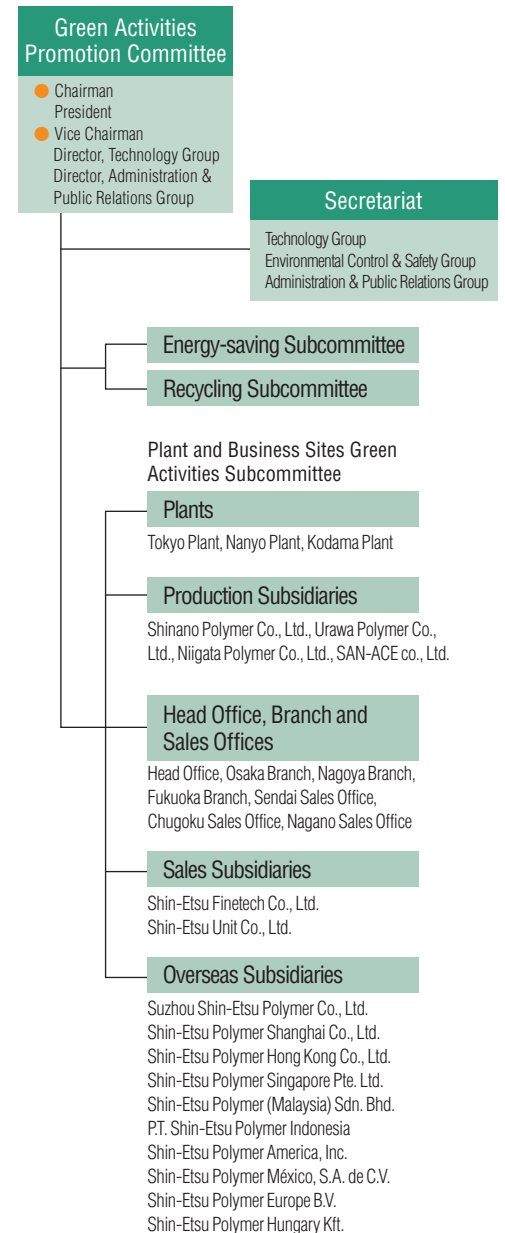 Green Activities
Promotion Committee
Chairman
President
Vice Chairman
Director, Technology Group
Director, Administration &
Public Relations Group
Secretariat
Technology Group
Environmental Control & Safety Group
Administration & Public Relations Group
Energy-saving Subcommittee
Recycling Subcommittee
Plant and Business Sites Green
Activities Subcommittee
Plants
Tokyo Plant, Nanyo Plant, Kodama Plant
Production Subsidiaries
Shinano Polymer Co., Ltd., Urawa Polymer Co.,
Ltd., Niigata Polymer Co., Ltd., SAN-ACE co., Ltd.
Head Office, Branch and
Sales Offices
Head Office, Osaka Branch, Nagoya Branch,
Fukuoka Branch, Sendai Sales Office,
Chugoku Sales Office, Nagano Sales Office
Sales Subsidiaries
Shin-Etsu Finetech Co., Ltd.
Shin-Etsu Unit Co., Ltd.
Overseas Subsidiaries
Suzhou Shin-Etsu Polymer Co., Ltd.
Shin-Etsu Polymer Shanghai Co., Ltd.
Shin-Etsu Polymer Hong Kong Co., Ltd.
Shin-Etsu Polymer Singapore Pte. Ltd.
Shin-Etsu Polymer (Malaysia) Sdn. Bhd.
P.T. Shin-Etsu Polymer Indonesia
Shin-Etsu Polymer America, Inc.
Shin-Etsu Polymer México, S.A. de C.V.
Shin-Etsu Polymer Europe B.V.
Shin-Etsu Polymer Hungary Kft.